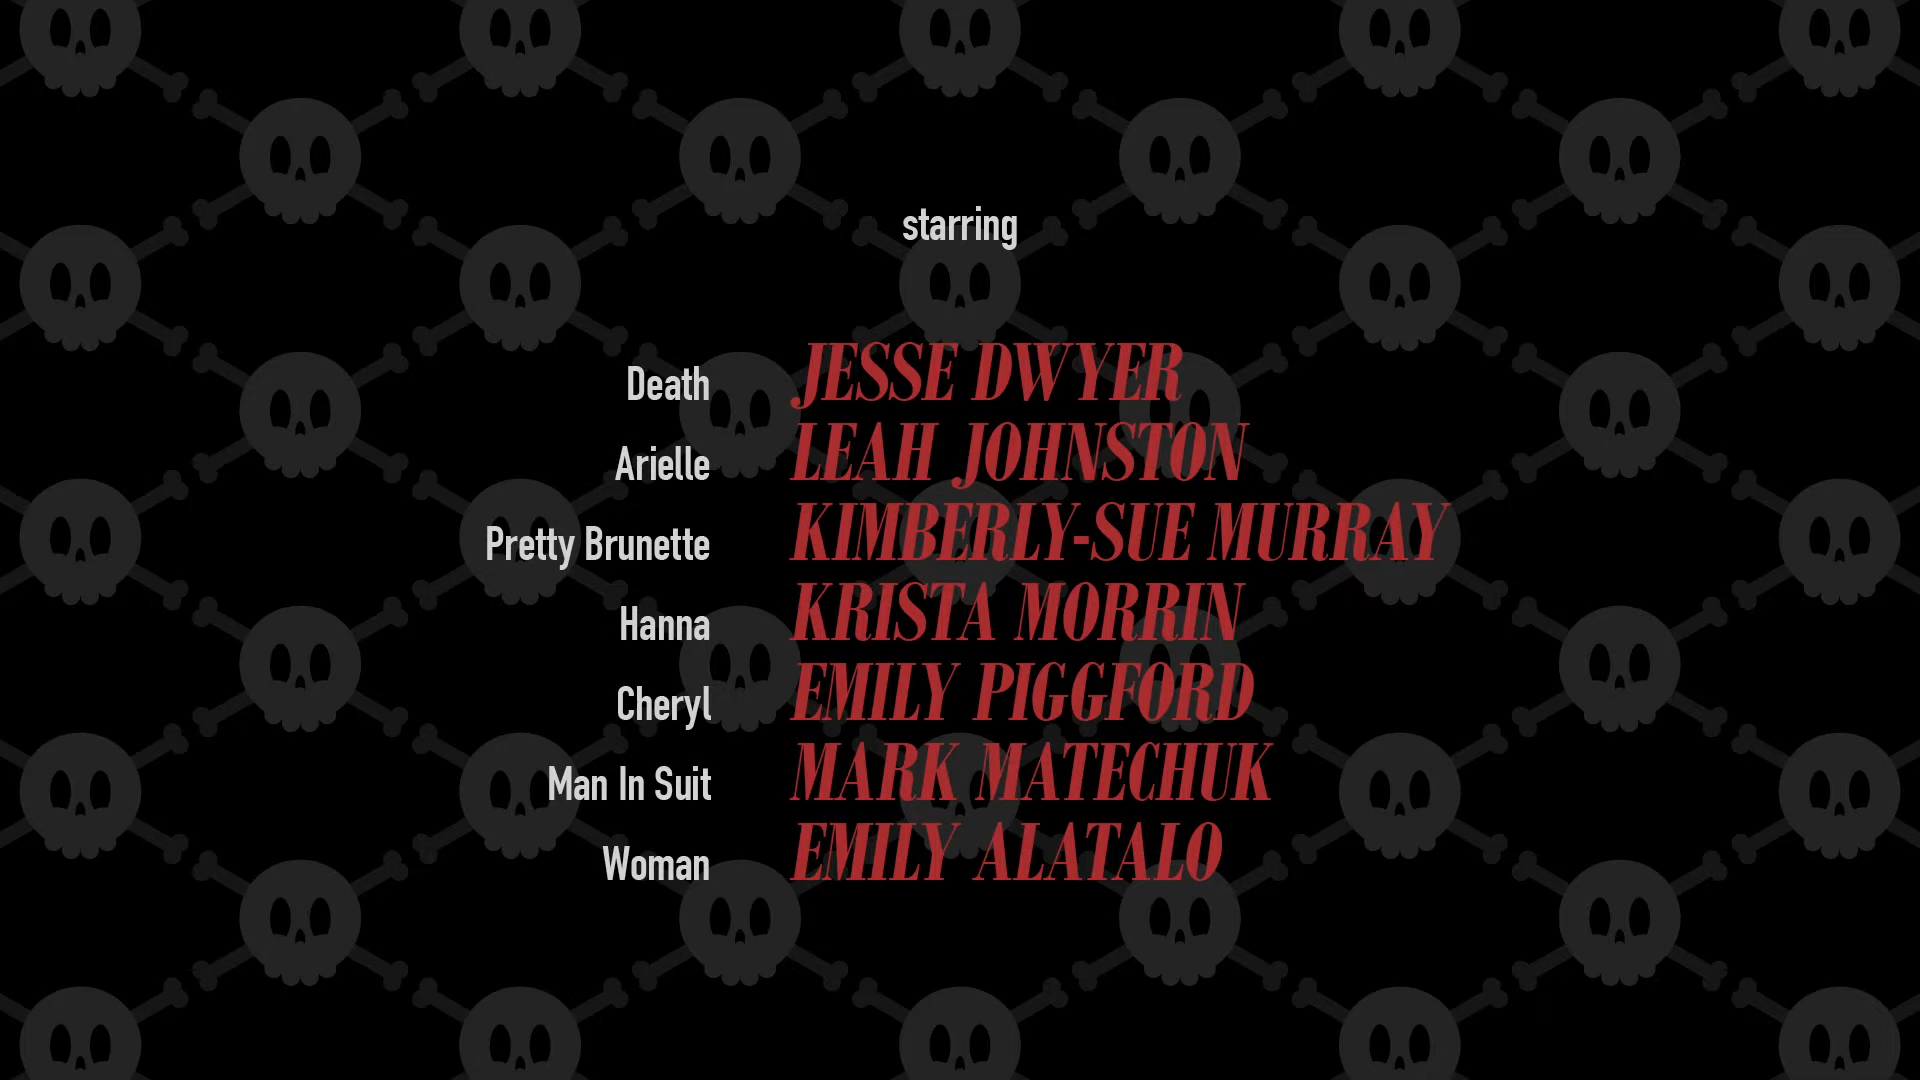 starring
Death JESSE DWYER
Arielle LEAH JOHNSTON
Pretty Brunette KIMBERLY-SUE MURRAY
Hanna KRISTA MORRIN
Cheryl EMILY PIGGFORD
Man In Suit MARK MATECHUK
Woman EMILY ALATALO